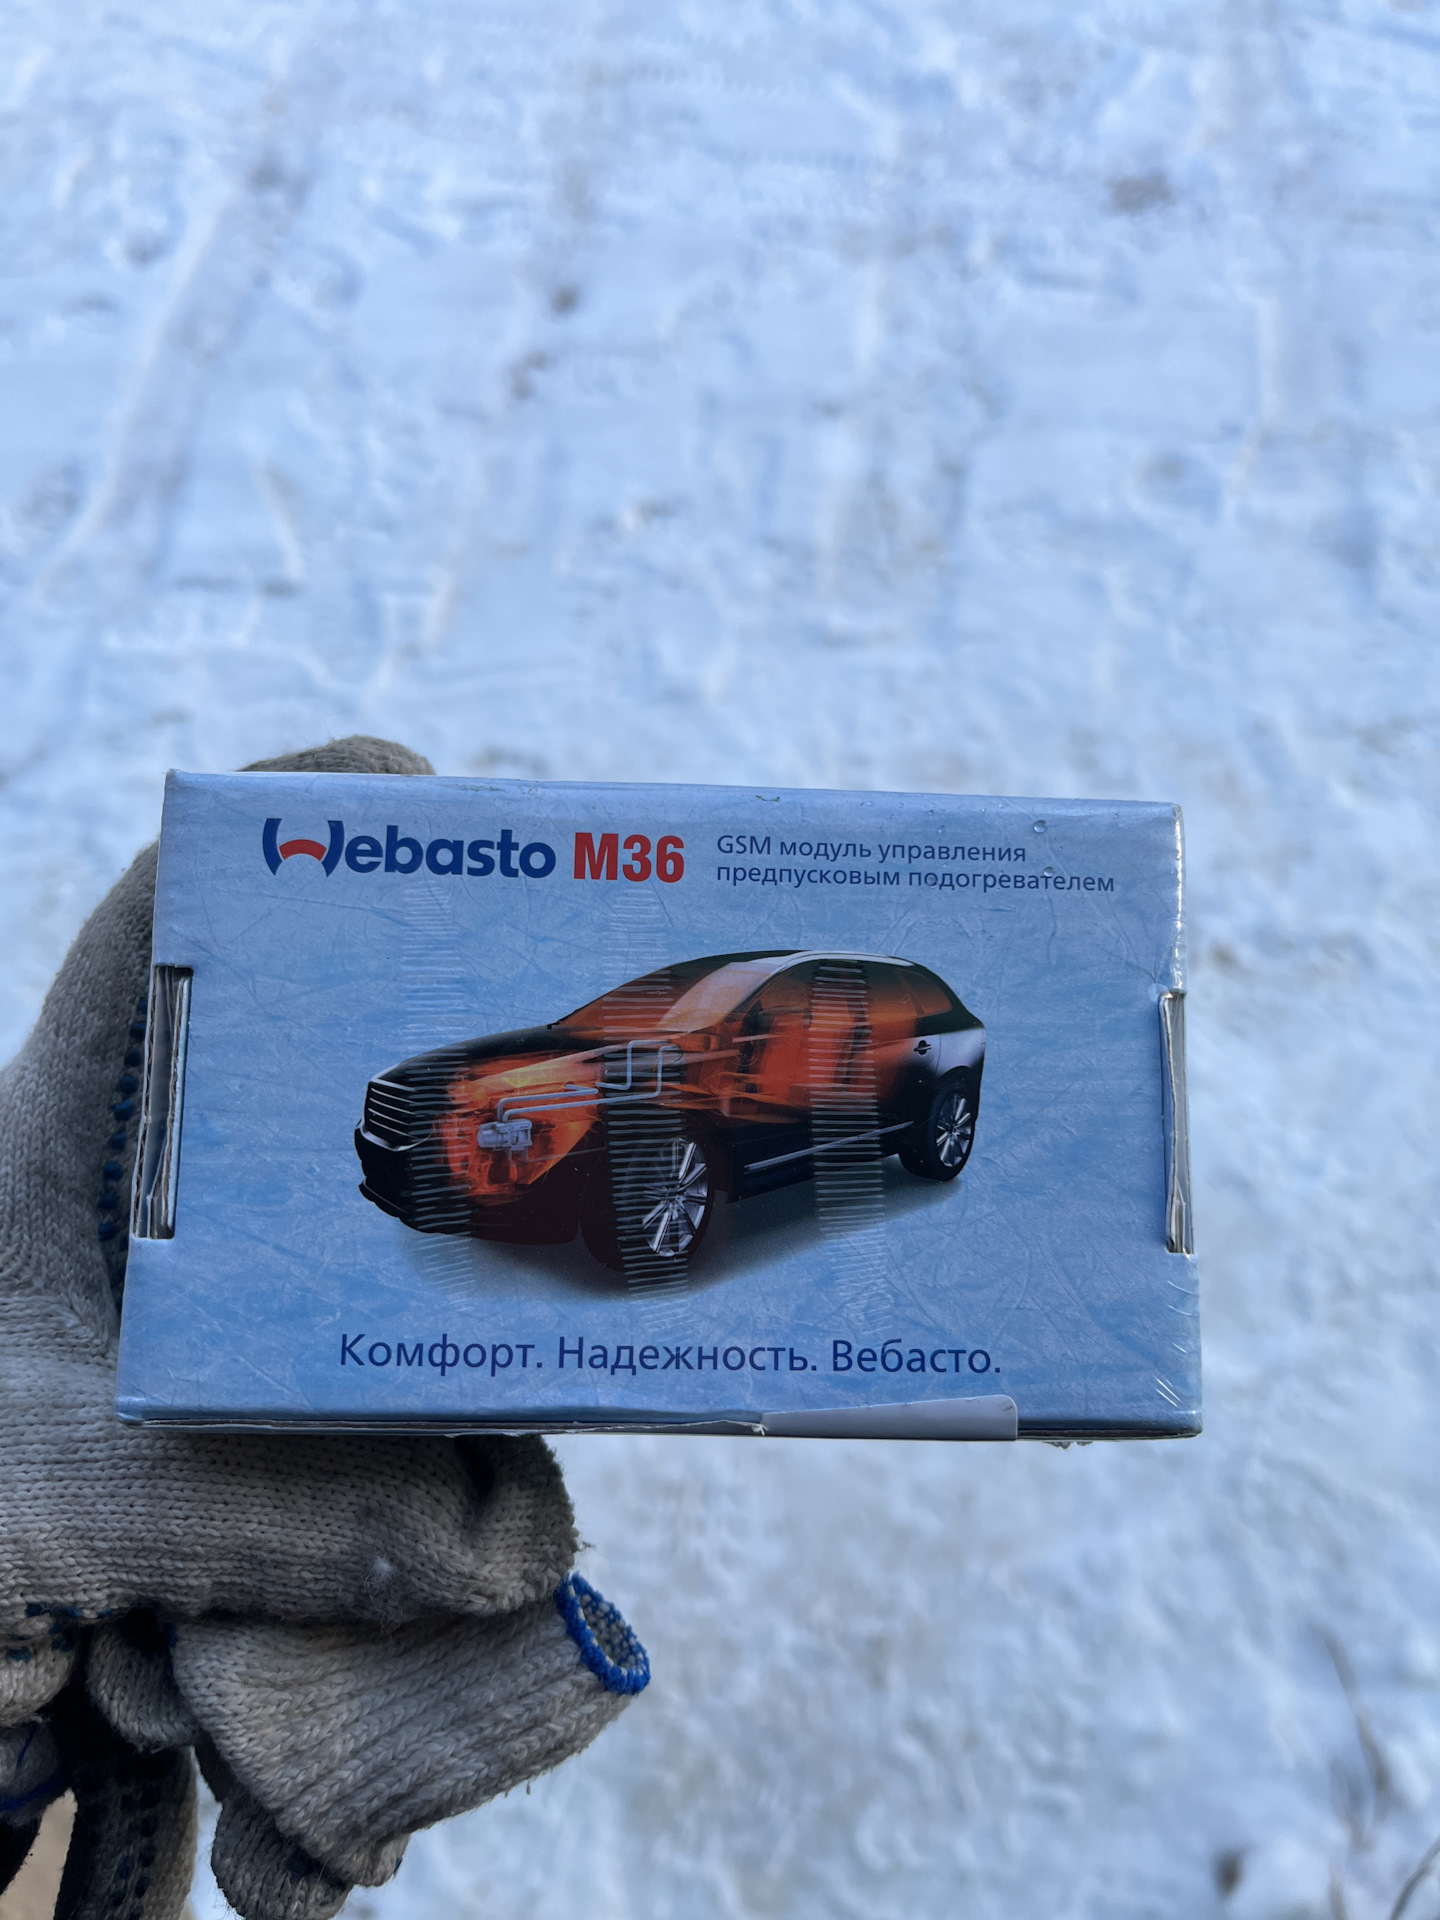 Webasto M36
GSM модуль управления
предпусковым подогревателем
Комфорт. Надежность. Вебасто.